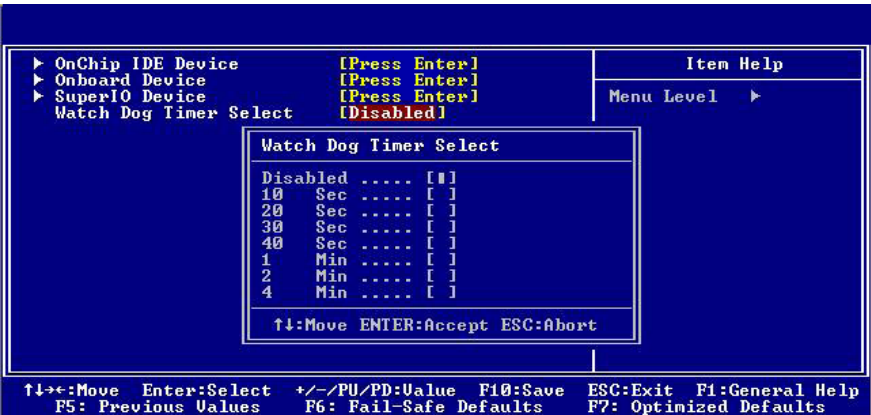 ► OnChip IDE Device [Press Enter]
► Onboard Device [Press Enter]
► SuperIO Device [Press Enter]
Watch Dog Timer Select [Disabled]
Item Help
Menu Level ►
Watch Dog Timer Select
Disabled ..... [■]
10 Sec ..... [ ]
20 Sec ..... [ ]
30 Sec ..... [ ]
40 Sec ..... [ ]
1 Min ..... [ ]
2 Min ..... [ ]
4 Min ..... [ ]
↑↓:Move ENTER:Accept ESC:Abort
↑↓→←:Move Enter:Select +/-/PU/PD:Value F10:Save ESC:Exit F1:General Help
F5: Previous Values F6: Fail-Safe Defaults F7: Optimized Defaults